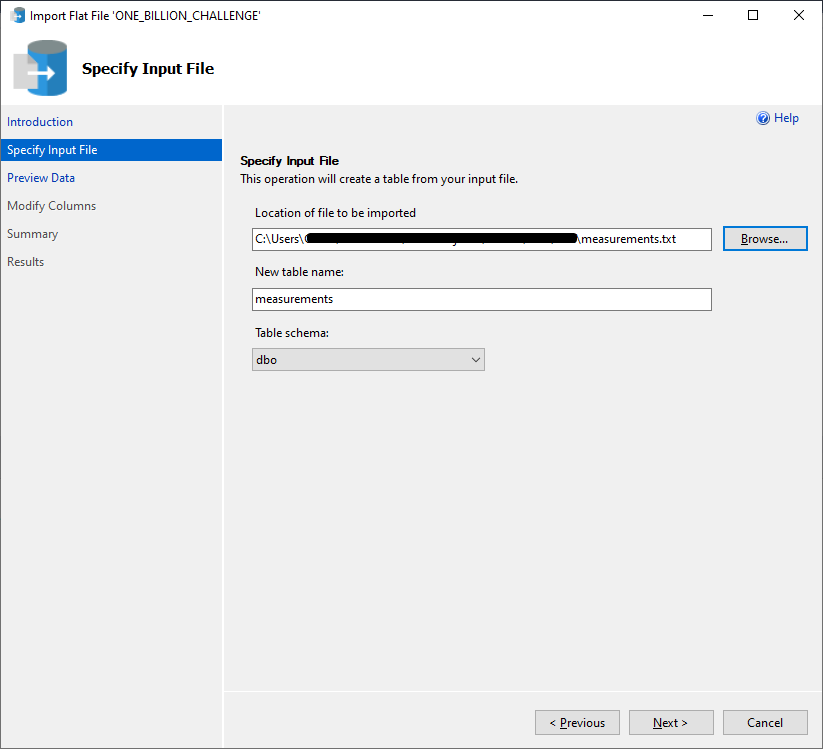 Import Flat File 'ONE_BILLION_CHALLENGE'
Specify Input File
Introduction
Specify Input File
Preview Data
Modify Columns
Summary
Results
Help
Specify Input File
This operation will create a table from your input file.
Location of file to be imported
C:\Users\ \measurements.txt
Browse...
New table name:
measurements
Table schema:
dbo
< Previous
Next >
Cancel